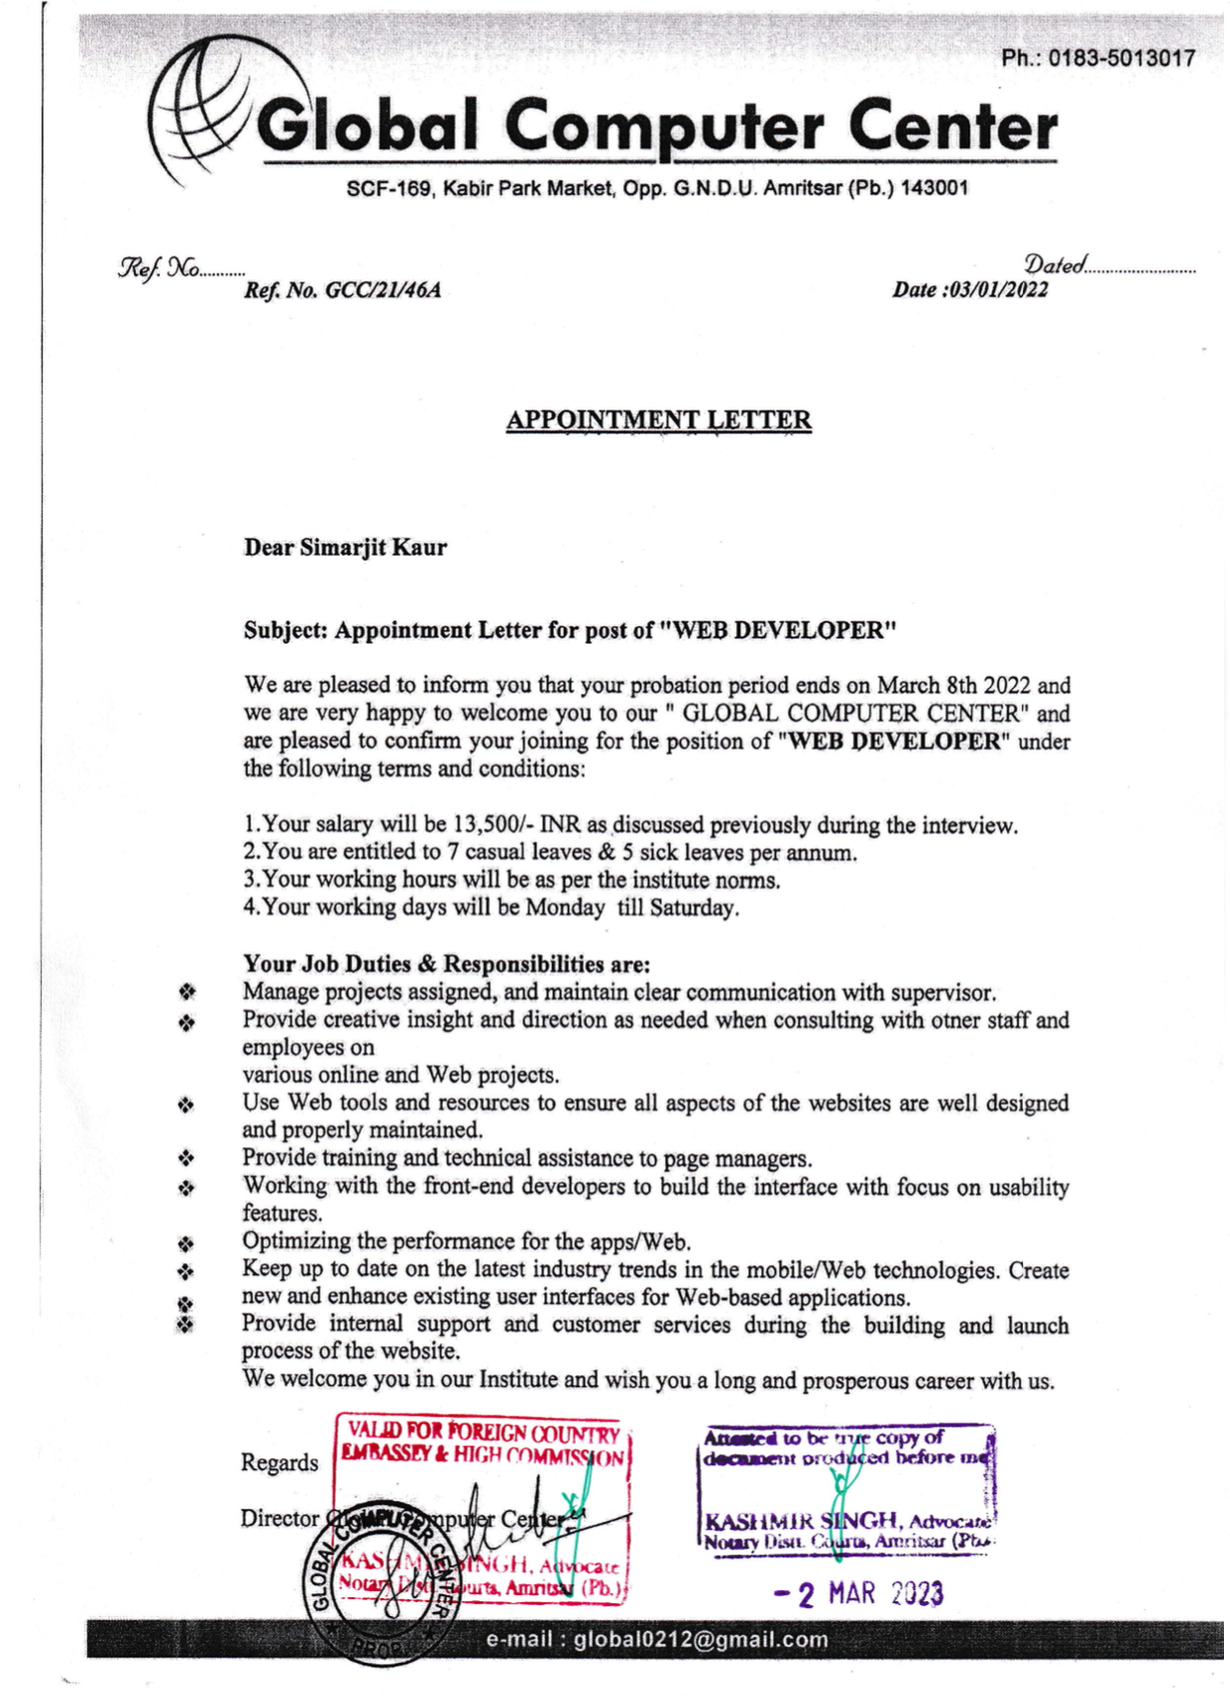 Ph.: 0183-5013017
Global Computer Center
SCF-169, Kabir Park Market, Opp. G.N.D.U. Amritsar (Pb.) 143001
Ref. No........... Dated...........................
Ref. No. GCC/21/46A Date :03/01/2022
APPOINTMENT LETTER
Dear Simarjit Kaur
Subject: Appointment Letter for post of "WEB DEVELOPER"
We are pleased to inform you that your probation period ends on March 8th 2022 and
we are very happy to welcome you to our " GLOBAL COMPUTER CENTER" and
are pleased to confirm your joining for the position of "WEB DEVELOPER" under
the following terms and conditions:
1.Your salary will be 13,500/- INR as discussed previously during the interview.
2.You are entitled to 7 casual leaves & 5 sick leaves per annum.
3.Your working hours will be as per the institute norms.
4.Your working days will be Monday till Saturday.
Your Job Duties & Responsibilities are:
❖ Manage projects assigned, and maintain clear communication with supervisor.
❖ Provide creative insight and direction as needed when consulting with otner staff and
employees on
various online and Web projects.
❖ Use Web tools and resources to ensure all aspects of the websites are well designed
and properly maintained.
❖ Provide training and technical assistance to page managers.
❖ Working with the front-end developers to build the interface with focus on usability
features.
❖ Optimizing the performance for the apps/Web.
❖ Keep up to date on the latest industry trends in the mobile/Web technologies. Create
❖ new and enhance existing user interfaces for Web-based applications.
❖ Provide internal support and customer services during the building and launch
process of the website.
We welcome you in our Institute and wish you a long and prosperous career with us.
VALID FOR FOREIGN COUNTRY
EMBASSEY & HIGH COMMISSION
Attested to be true copy of
document produced before me
Regards
Director Global Computer Center
KASHMIR SINGH, Advocate
Notary Distt. Courts, Amritsar (Pb.)
KASHMIR SINGH, Advocate
Notary Distt. Courts, Amritsar (Pb.
GLOBAL COMPUTER CENTER
PROP.
- 2 MAR 2023
e-mail : global0212@gmail.com